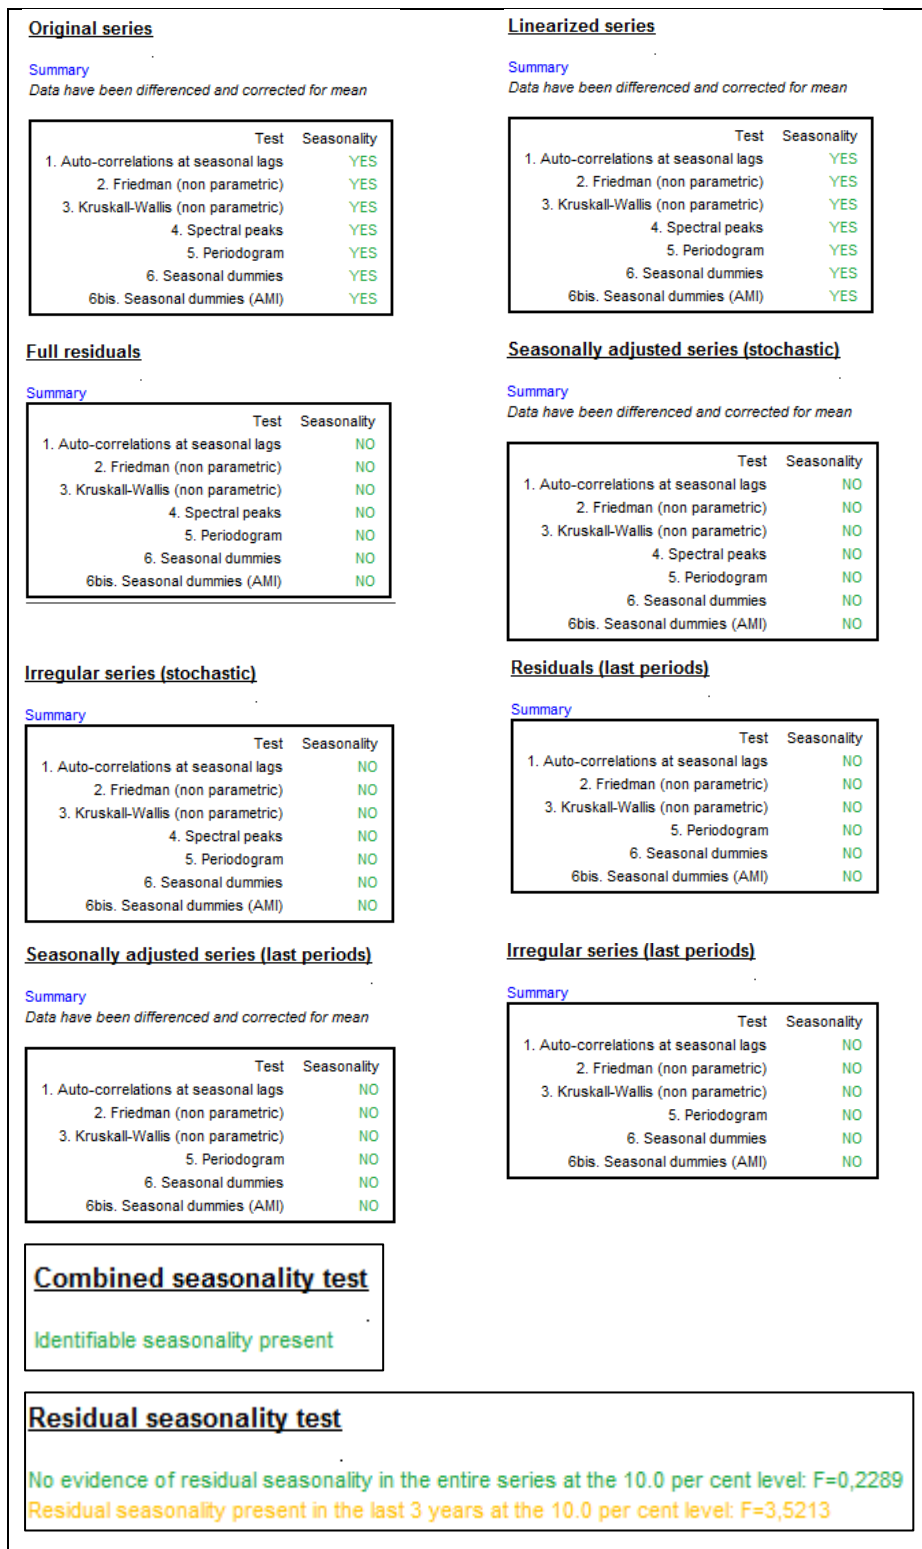 Original series
Summary
Data have been differenced and corrected for mean
Test Seasonality
1. Auto-correlations at seasonal lags YES
2. Friedman (non parametric) YES
3. Kruskall-Wallis (non parametric) YES
4. Spectral peaks YES
5. Periodogram YES
6. Seasonal dummies YES
6bis. Seasonal dummies (AMI) YES
Linearized series
Summary
Data have been differenced and corrected for mean
Test Seasonality
1. Auto-correlations at seasonal lags YES
2. Friedman (non parametric) YES
3. Kruskall-Wallis (non parametric) YES
4. Spectral peaks YES
5. Periodogram YES
6. Seasonal dummies YES
6bis. Seasonal dummies (AMI) YES
Full residuals
Summary
Test Seasonality
1. Auto-correlations at seasonal lags NO
2. Friedman (non parametric) NO
3. Kruskall-Wallis (non parametric) NO
4. Spectral peaks NO
5. Periodogram NO
6. Seasonal dummies NO
6bis. Seasonal dummies (AMI) NO
Seasonally adjusted series (stochastic)
Summary
Data have been differenced and corrected for mean
Test Seasonality
1. Auto-correlations at seasonal lags NO
2. Friedman (non parametric) NO
3. Kruskall-Wallis (non parametric) NO
4. Spectral peaks NO
5. Periodogram NO
6. Seasonal dummies NO
6bis. Seasonal dummies (AMI) NO
Irregular series (stochastic)
Summary
Test Seasonality
1. Auto-correlations at seasonal lags NO
2. Friedman (non parametric) NO
3. Kruskall-Wallis (non parametric) NO
4. Spectral peaks NO
5. Periodogram NO
6. Seasonal dummies NO
6bis. Seasonal dummies (AMI) NO
Residuals (last periods)
Summary
Test Seasonality
1. Auto-correlations at seasonal lags NO
2. Friedman (non parametric) NO
3. Kruskall-Wallis (non parametric) NO
5. Periodogram NO
6. Seasonal dummies NO
6bis. Seasonal dummies (AMI) NO
Seasonally adjusted series (last periods)
Summary
Data have been differenced and corrected for mean
Test Seasonality
1. Auto-correlations at seasonal lags NO
2. Friedman (non parametric) NO
3. Kruskall-Wallis (non parametric) NO
5. Periodogram NO
6. Seasonal dummies NO
6bis. Seasonal dummies (AMI) NO
Irregular series (last periods)
Summary
Test Seasonality
1. Auto-correlations at seasonal lags NO
2. Friedman (non parametric) NO
3. Kruskall-Wallis (non parametric) NO
5. Periodogram NO
6. Seasonal dummies NO
6bis. Seasonal dummies (AMI) NO
Combined seasonality test
Identifiable seasonality present
Residual seasonality test
No evidence of residual seasonality in the entire series at the 10.0 per cent level: F=0,2289
Residual seasonality present in the last 3 years at the 10.0 per cent level: F=3,5213